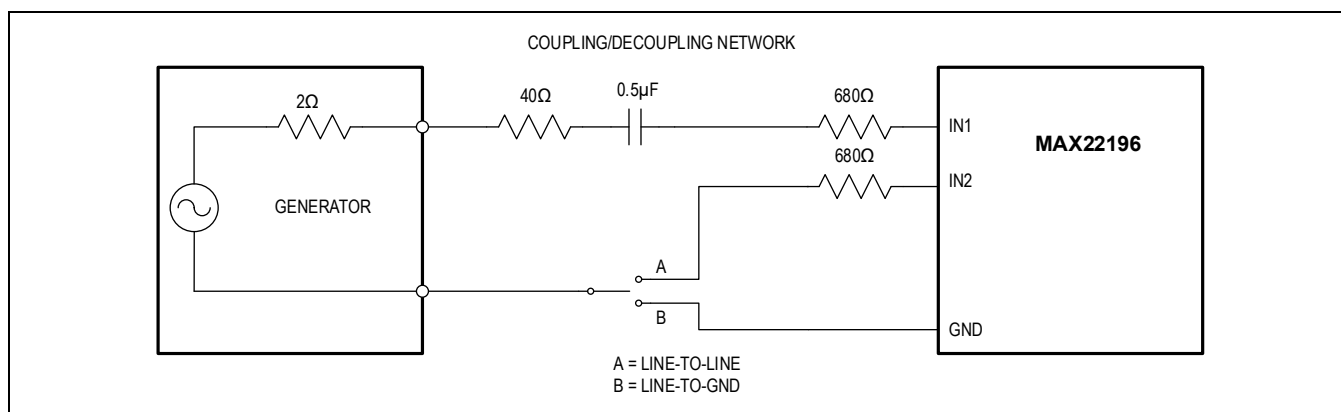 COUPLING/DECOUPLING NETWORK
2Ω
40Ω
0.5µF
680Ω
IN1
MAX22196
680Ω
IN2
GENERATOR
A
B
GND
A = LINE-TO-LINE
B = LINE-TO-GND